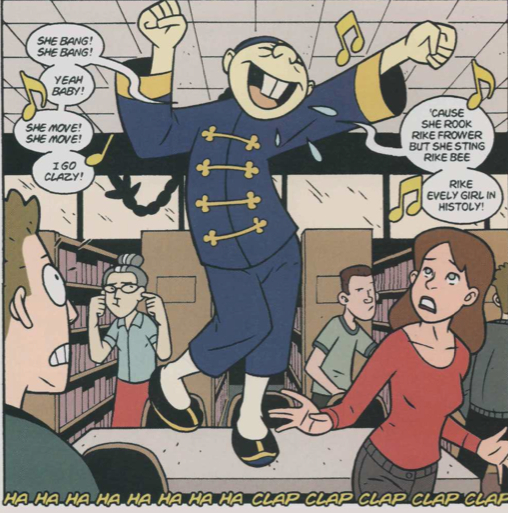 SHE BANG!
SHE BANG!
YEAH
BABY!
SHE MOVE!
SHE MOVE!
I GO
CLAZY!
'CAUSE
SHE ROOK
RIKE FROWER
BUT SHE STING
RIKE BEE
RIKE
EVELY GIRL IN
HISTOLY!
HA HA HA HA HA HA HA HA CLAP CLAP CLAP CLAP CLAP